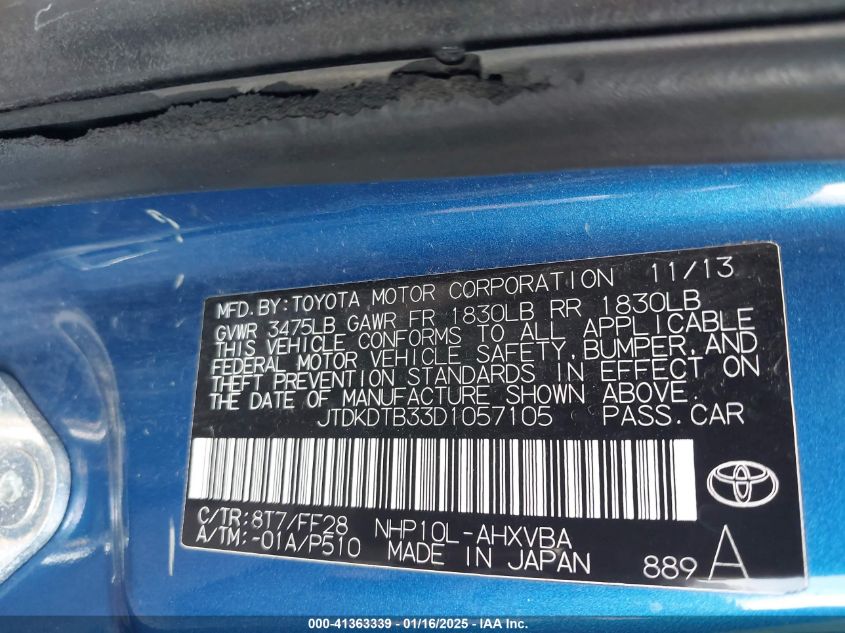 MFD. BY: TOYOTA MOTOR CORPORATION 11/13
GVWR 3475LB GAWR FR 1830LB RR 1830LB
THIS VEHICLE CONFORMS TO ALL APPLICABLE
FEDERAL MOTOR VEHICLE SAFETY, BUMPER, AND
THEFT PREVENTION STANDARDS IN EFFECT ON
THE DATE OF MANUFACTURE SHOWN ABOVE.
JTDKDTB33D1057105 PASS. CAR
C/TR: 8T7/FF28 NHP10L-AHXVBA
A/TM: -01A/P510 MADE IN JAPAN
889 A
000-41363339 - 01/16/2025 - IAA Inc.